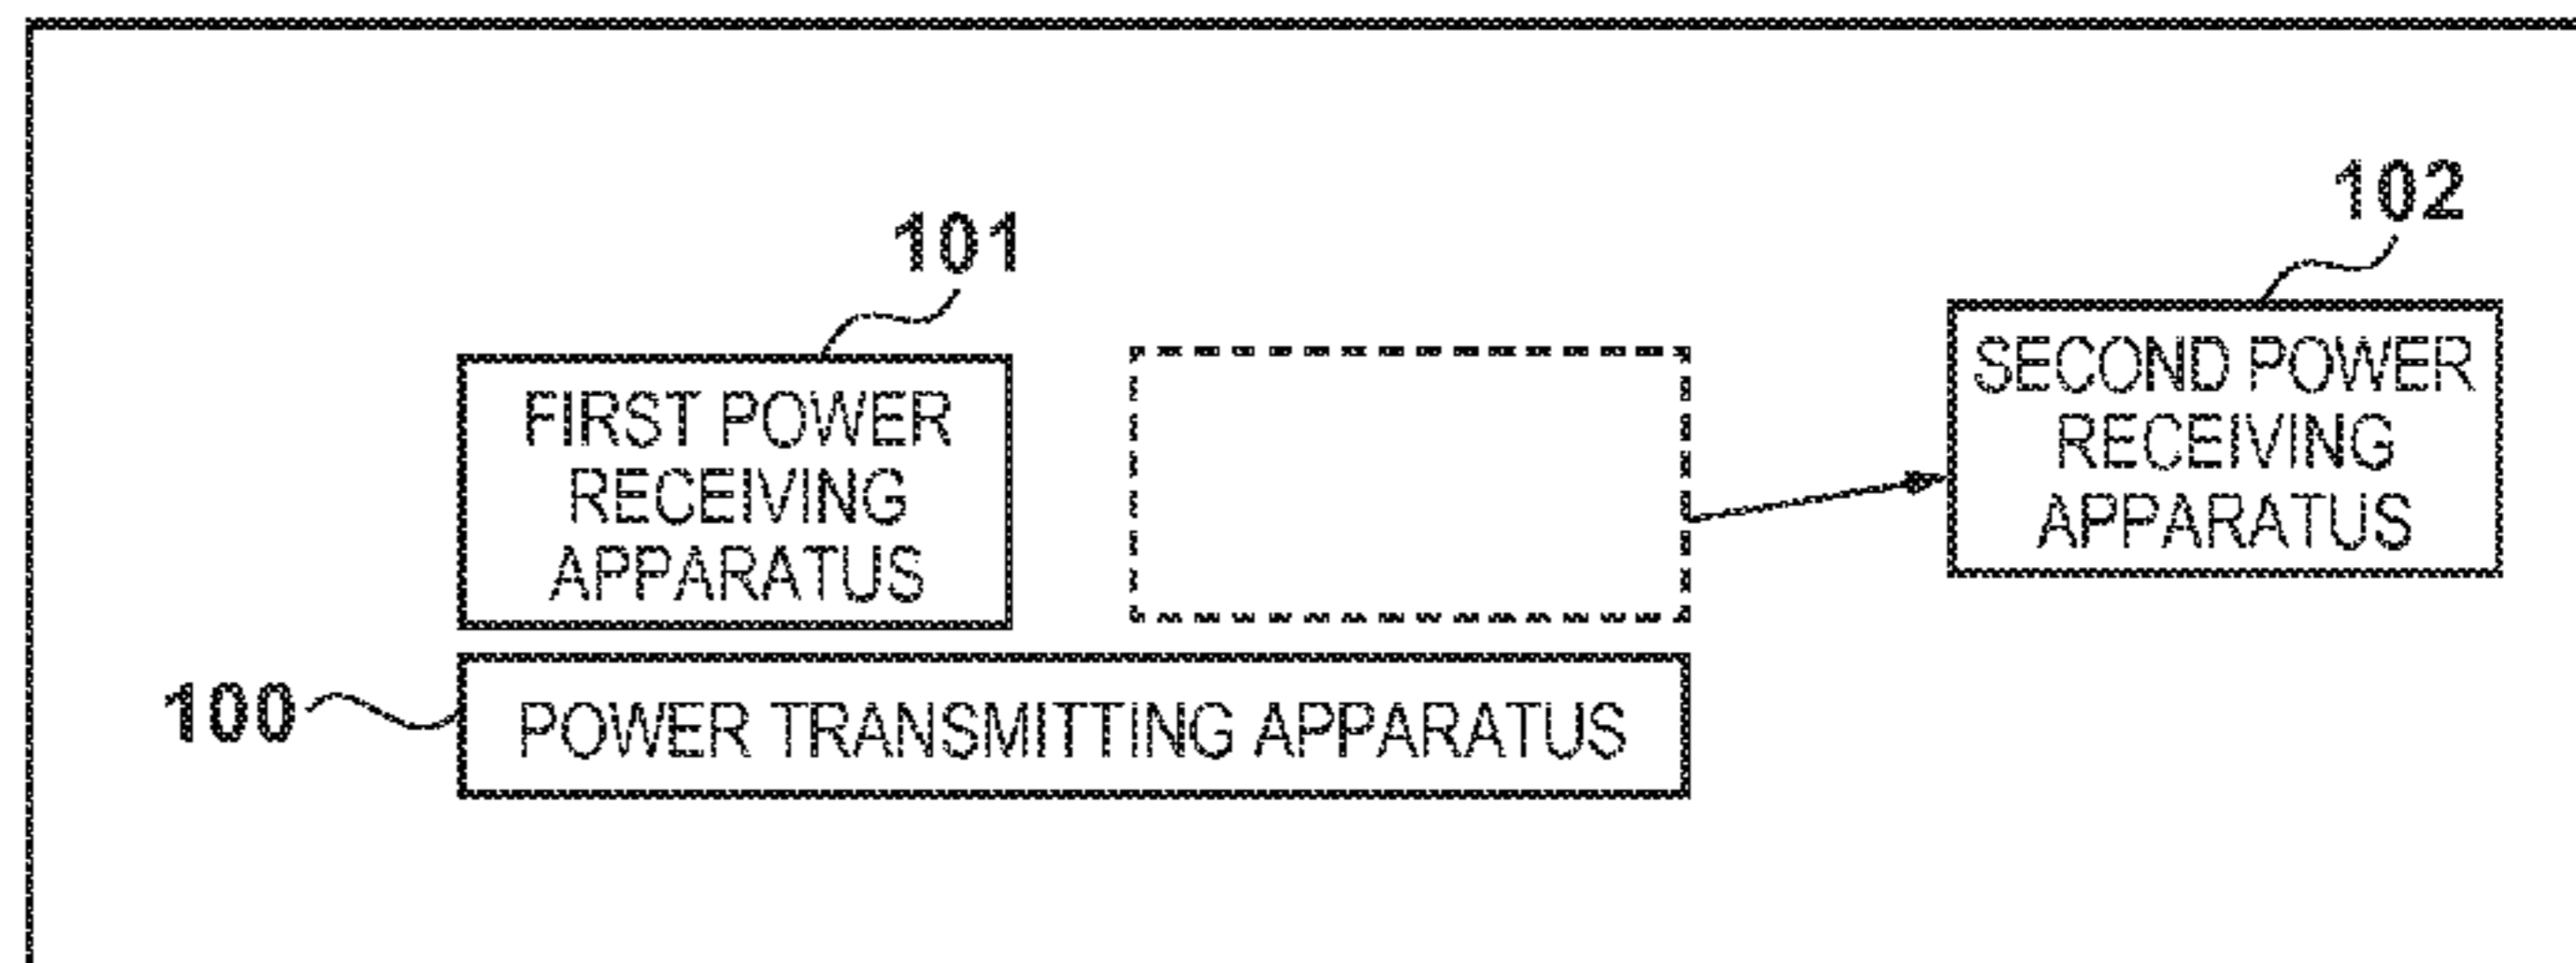 102
101
SECOND POWER
RECEIVING
APPARATUS
FIRST POWER
RECEIVING
APPARATUS
100
POWER TRANSMITTING APPARATUS